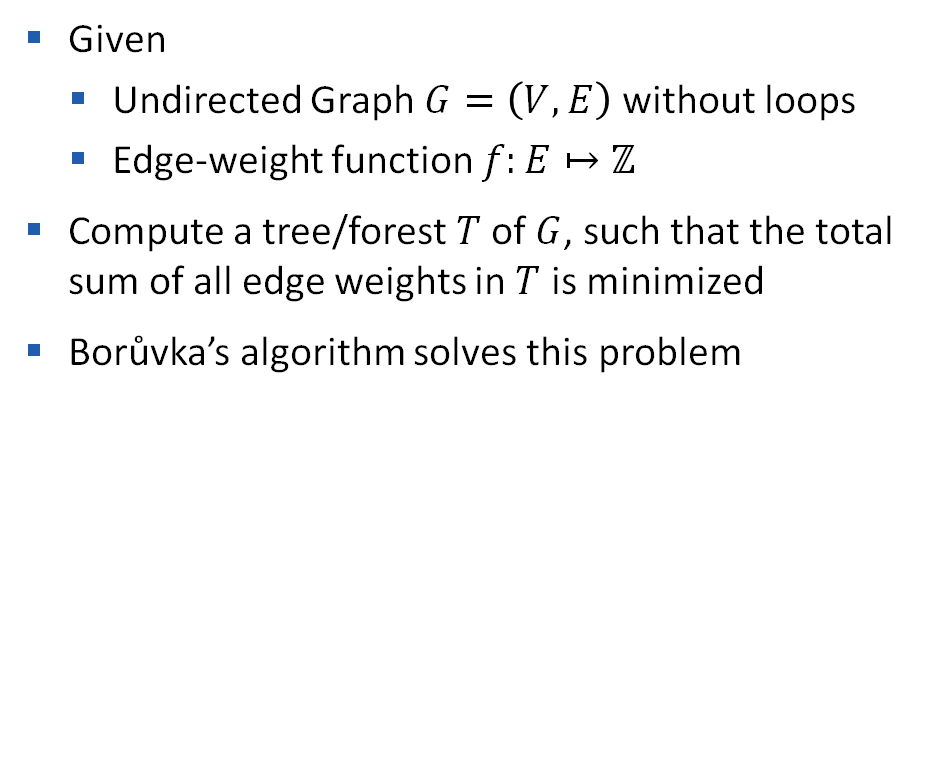 ▪ Given
▪ Undirected Graph G = (V, E) without loops
▪ Edge-weight function f: E ↦ ℤ
▪ Compute a tree/forest T of G, such that the total
sum of all edge weights in T is minimized
▪ Borůvka’s algorithm solves this problem